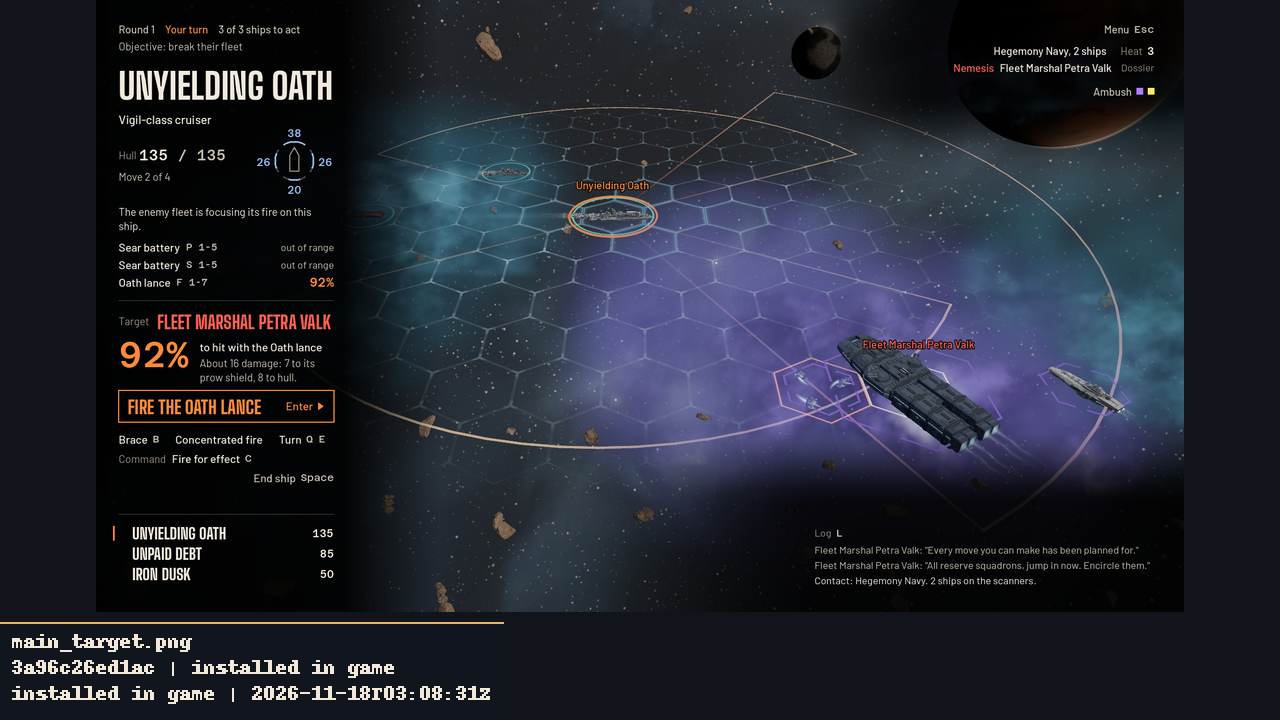 Round 1 Your turn 3 of 3 ships to act
Objective: break their fleet
UNYIELDING OATH
Vigil-class cruiser
38
Hull 135 / 135
26 26
Move 2 of 4
20
The enemy fleet is focusing its fire on this
ship.
Sear battery P 1-5 out of range
Sear battery S 1-5 out of range
Oath lance F 1-7 92%
Target FLEET MARSHAL PETRA VALK
92% to hit with the Oath lance
About 16 damage: 7 to its
prow shield, 8 to hull.
FIRE THE OATH LANCE Enter
Brace B Concentrated fire Turn Q E
Command Fire for effect C
End ship Space
UNYIELDING OATH 135
UNPAID DEBT 85
IRON DUSK 50
Unyielding Oath
Fleet Marshal Petra Valk
Menu Esc
Hegemony Navy, 2 ships Heat 3
Nemesis Fleet Marshal Petra Valk Dossier
Ambush
Log L
Fleet Marshal Petra Valk: "Every move you can make has been planned for."
Fleet Marshal Petra Valk: "All reserve squadrons, jump in now. Encircle them."
Contact: Hegemony Navy. 2 ships on the scanners.
main_target.png
3a96c26ed1ac | installed in game
installed in game | 2026-11-18T03:08:31Z